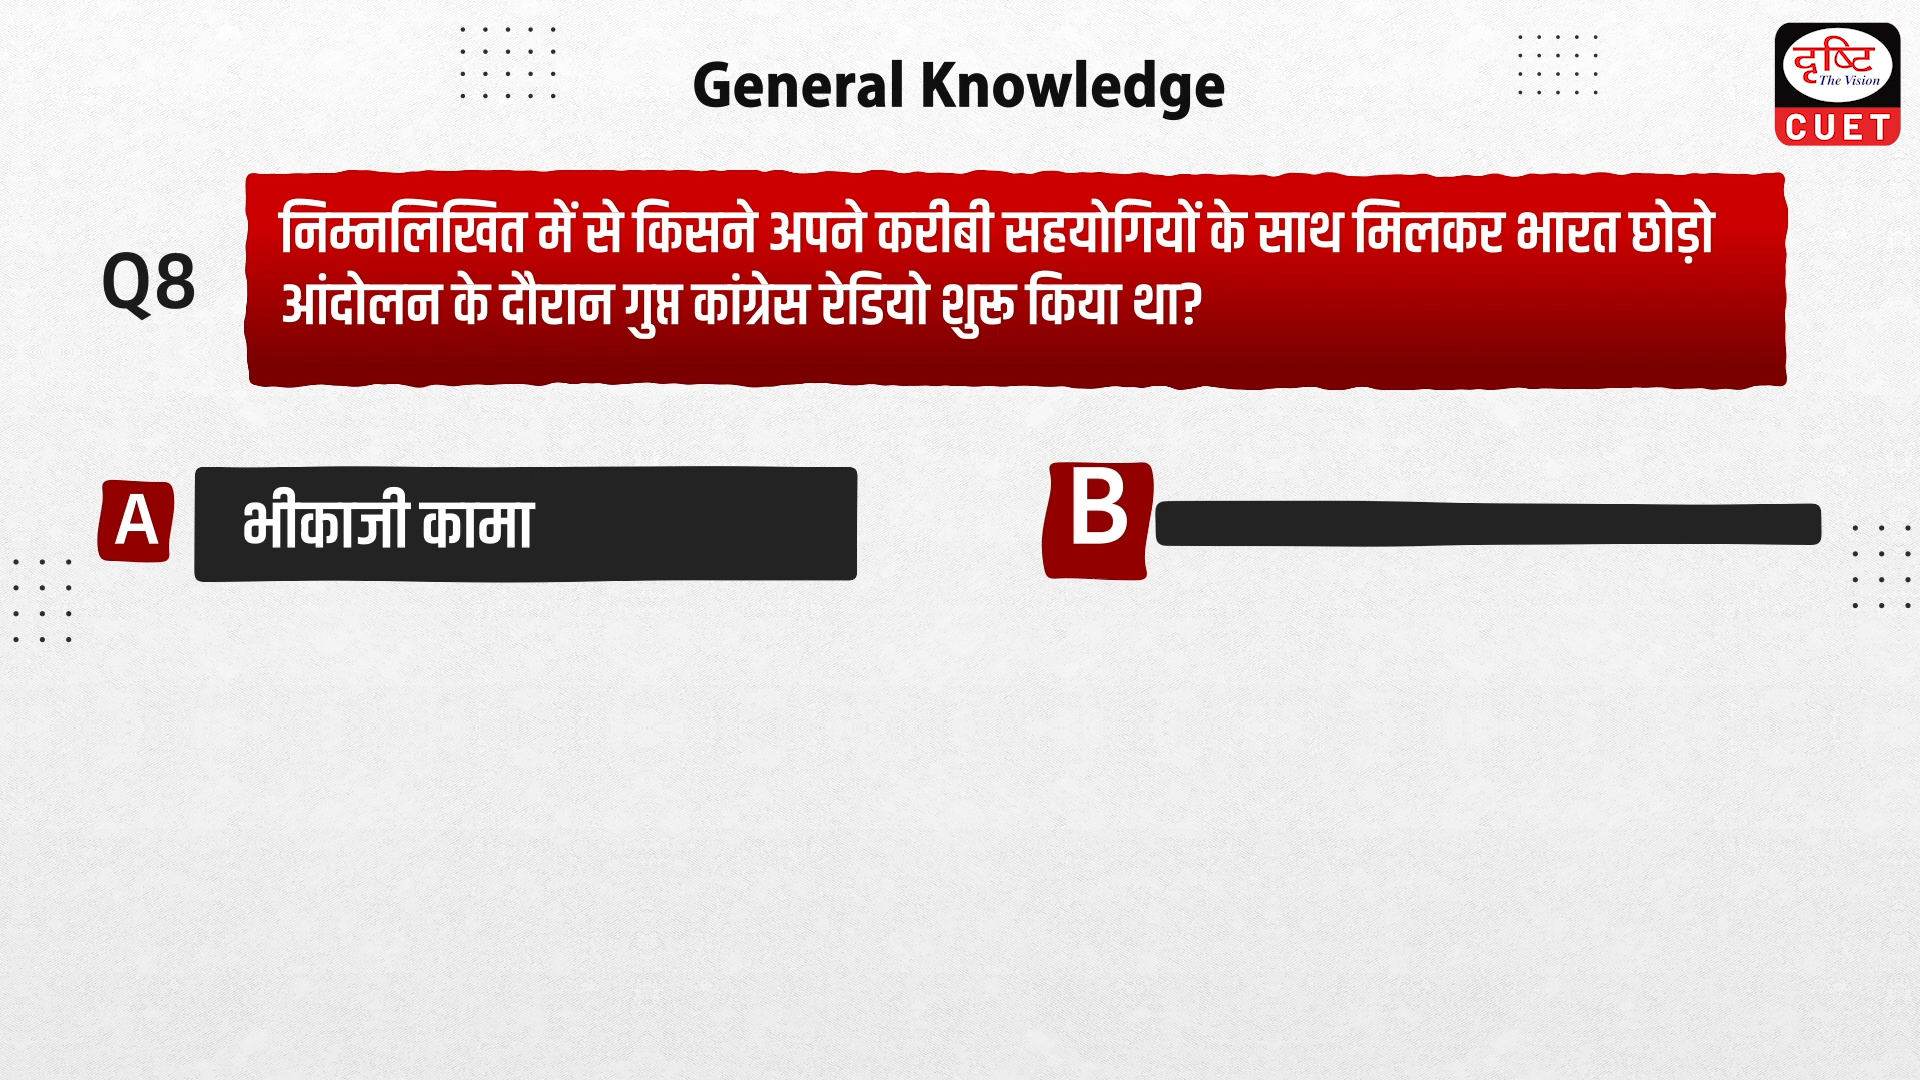 General Knowledge
दृष्टि
The Vision
CUET
Q8
निम्नलिखित में से किसने अपने करीबी सहयोगियों के साथ मिलकर भारत छोड़ो
आंदोलन के दौरान गुप्त कांग्रेस रेडियो शुरू किया था?
A
भीकाजी कामा
B